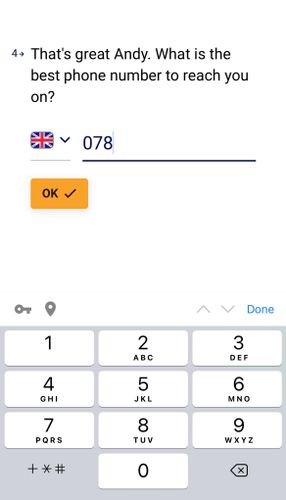 4→ That's great Andy. What is the
best phone number to reach you
on?
078
OK
Done
1 2 3
ABC DEF
4 5 6
GHI JKL MNO
7 8 9
PQRS TUV WXYZ
+*# 0